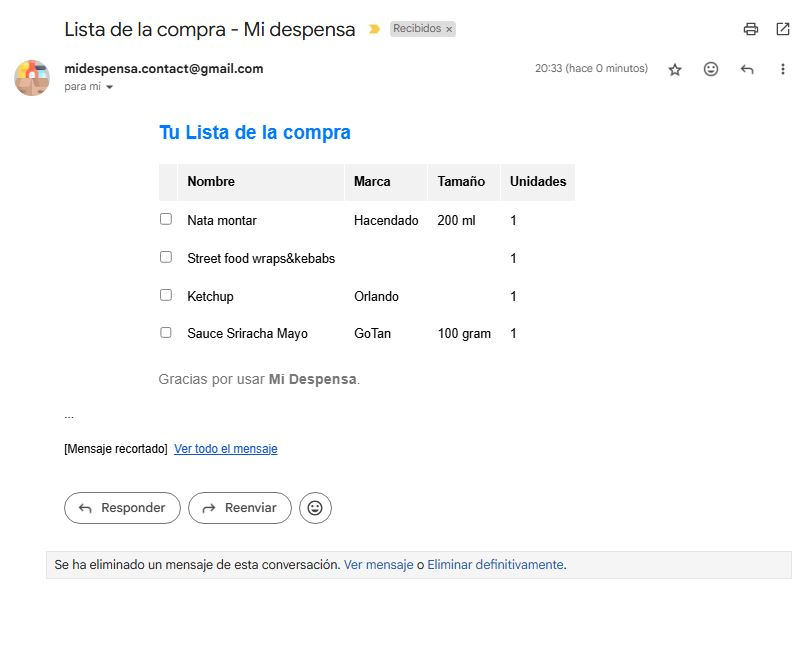 Lista de la compra - Mi despensa Recibidos ×
midespensa.contact@gmail.com 20:33 (hace 0 minutos)
para mí
Tu Lista de la compra
Nombre Marca Tamaño Unidades
Nata montar Hacendado 200 ml 1
Street food wraps&kebabs 1
Ketchup Orlando 1
Sauce Sriracha Mayo GoTan 100 gram 1
Gracias por usar Mi Despensa.
...
[Mensaje recortado] Ver todo el mensaje
Responder Reenviar
Se ha eliminado un mensaje de esta conversación. Ver mensaje o Eliminar definitivamente.